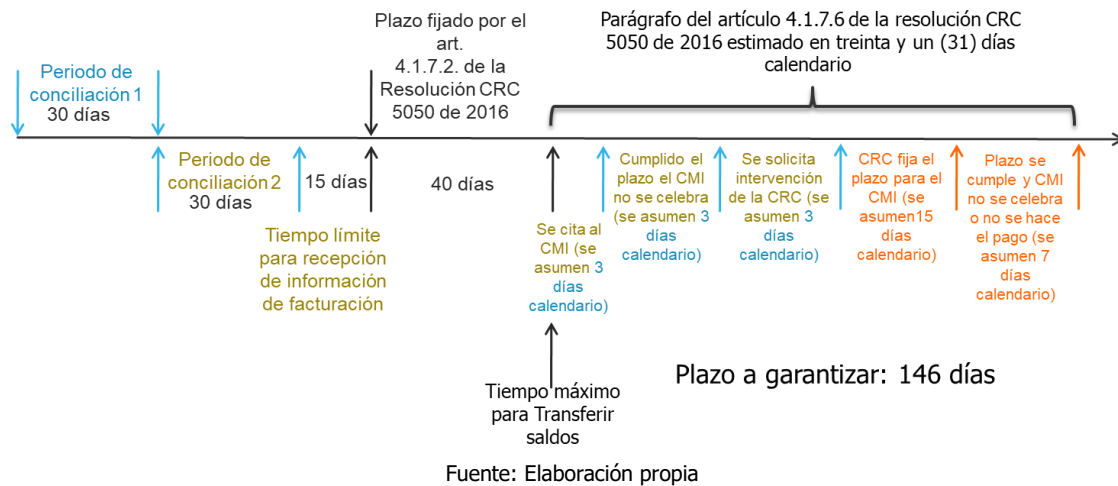 Periodo de
conciliación 1
30 días
Plazo fijado por el
art.
4.1.7.2. de la
Resolución CRC
5050 de 2016
Parágrafo del artículo 4.1.7.6 de la resolución CRC
5050 de 2016 estimado en treinta y un (31) días
calendario
Periodo de
conciliación 2
30 días
15 días
40 días
Tiempo límite
para recepción
de información
de facturación
Se cita al
CMI (se
asumen 3
días
calendario)
Cumplido el
plazo el CMI
no se celebra
(se asumen 3
días
calendario)
Se solicita
intervención
de la CRC (se
asumen 3 días
calendario)
CRC fija el
plazo para el
CMI (se
asumen15
días
calendario)
Plazo se
cumple y CMI
no se celebra
o no se hace
el pago (se
asumen 7
días
calendario)
Tiempo máximo
para Transferir
saldos
Plazo a garantizar: 146 días
Fuente: Elaboración propia